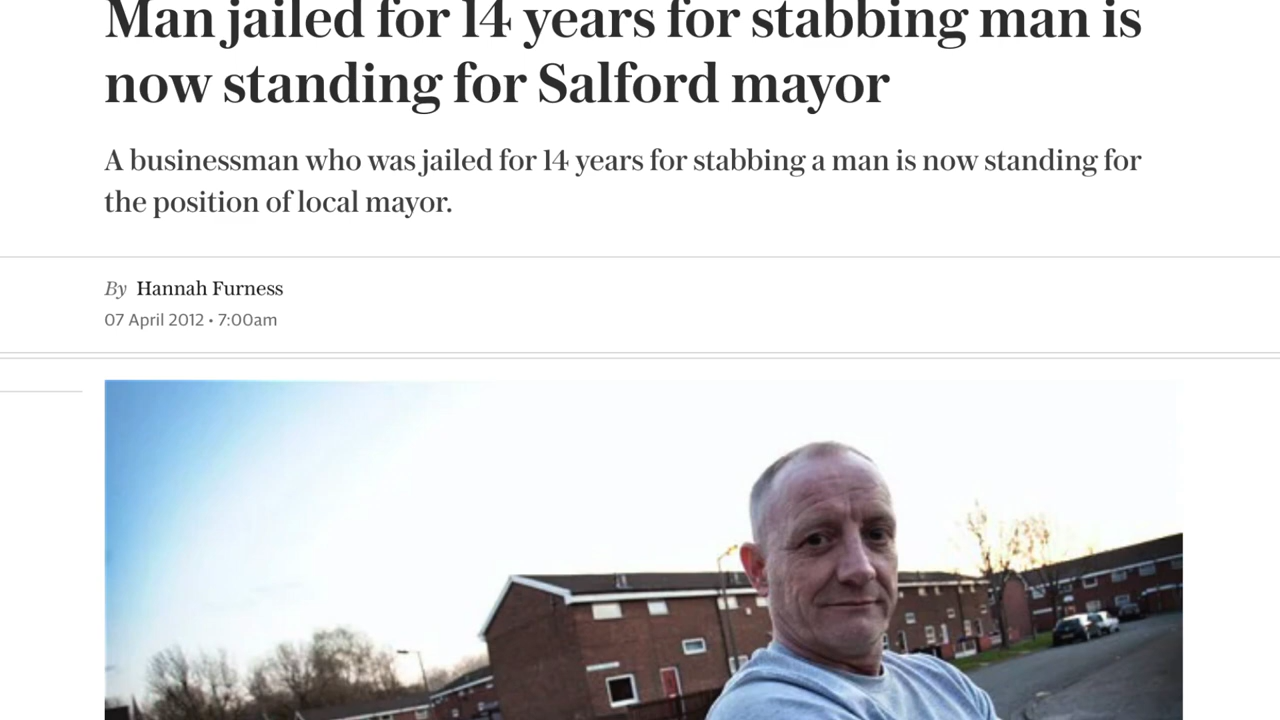 Man jailed for 14 years for stabbing man is
now standing for Salford mayor
A businessman who was jailed for 14 years for stabbing a man is now standing for
the position of local mayor.
By Hannah Furness
07 April 2012 • 7:00am